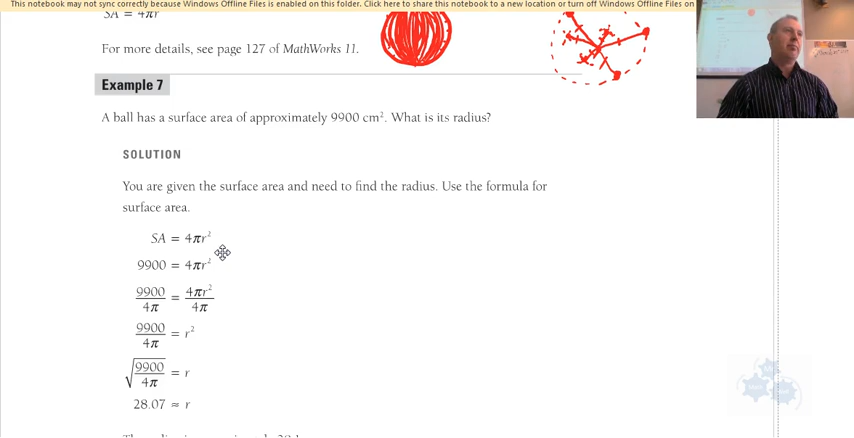 This notebook may not sync correctly because Windows Offline Files is enabled on this folder. Click here to share this notebook to a new location or turn off Windows Offline Files on
SA = 4πr
For more details, see page 127 of MathWorks 11.
Example 7
A ball has a surface area of approximately 9900 cm². What is its radius?
SOLUTION
You are given the surface area and need to find the radius. Use the formula for
surface area.
SA = 4πr²
9900 = 4πr²
9900/4π = 4πr²/4π
9900/4π = r²
√(9900/4π) = r
28.07 ≈ r